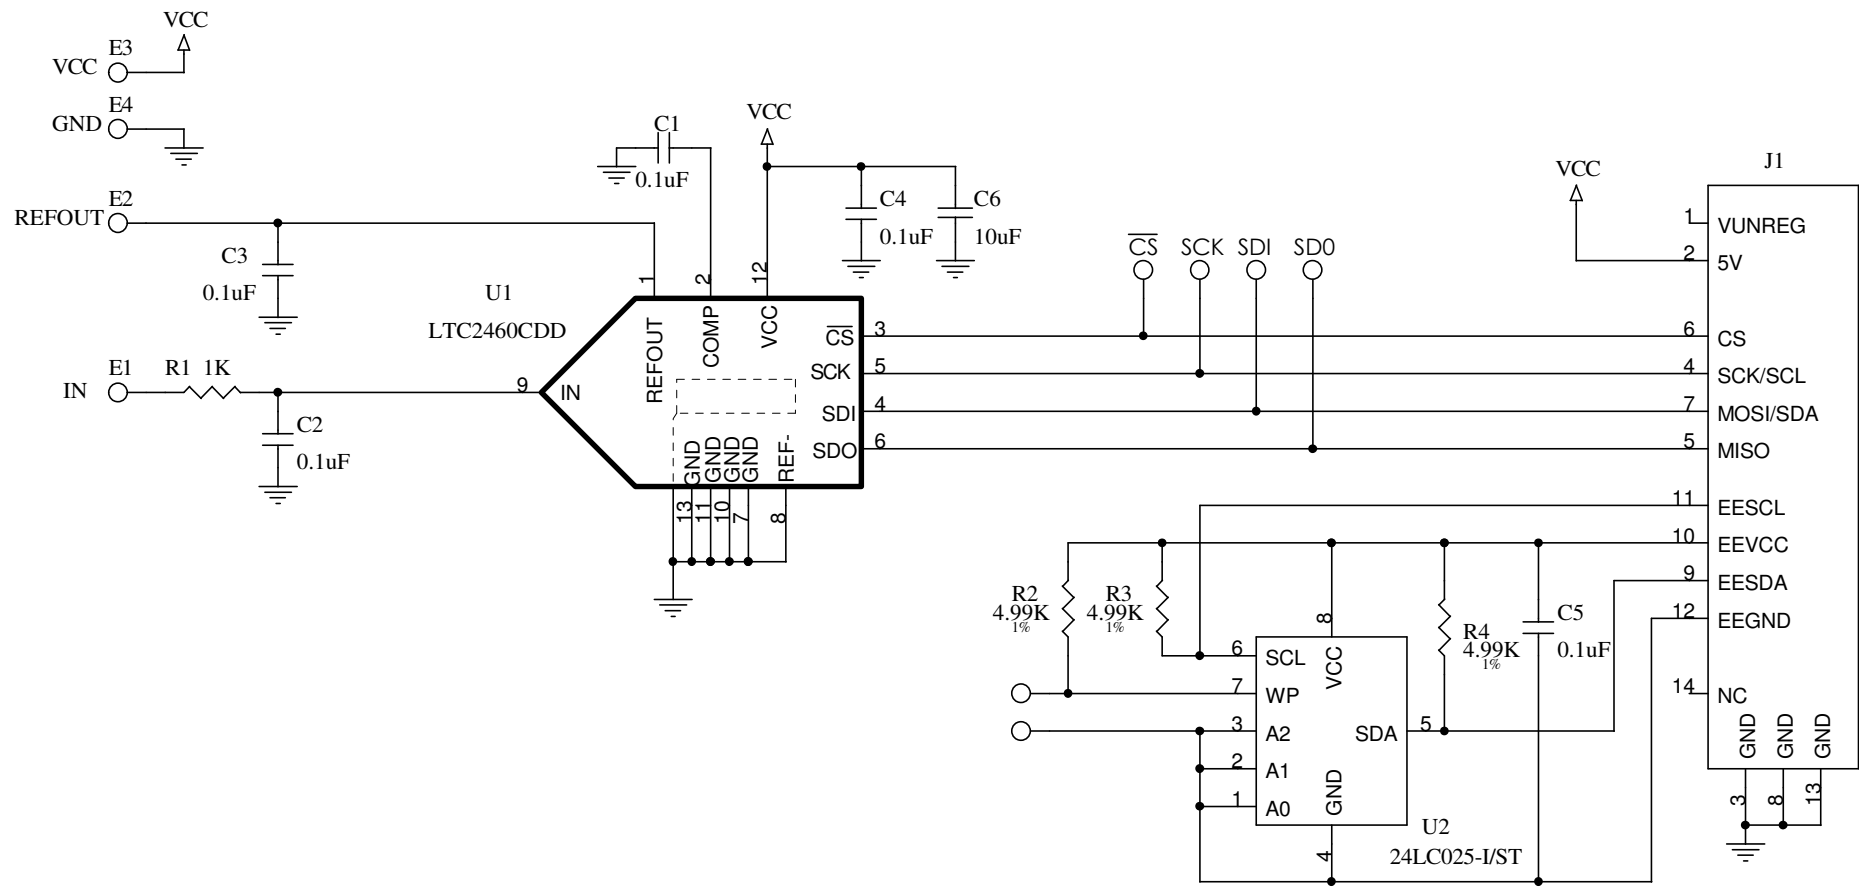 VCC
E3
VCC
E4
GND
E2
REFOUT
C3
0.1uF
E1
IN
R1 1K
C2
0.1uF
C1
0.1uF
VCC
C4
0.1uF
C6
10uF
U1
LTC2460CDD
1
2
12
REFOUT
COMP
VCC
9
IN
CS
3
SCK
5
SDI
4
SDO
6
GND
GND
GND
GND
REF-
13
11
10
7
8
CS
SCK
SDI
SD0
VCC
J1
1
VUNREG
2
5V
6
CS
4
SCK/SCL
7
MOSI/SDA
5
MISO
11
EESCL
10
EEVCC
9
EESDA
12
EEGND
14
NC
GND
GND
GND
3
8
13
R2
4.99K
1%
R3
4.99K
1%
R4
4.99K
1%
C5
0.1uF
8
VCC
6
SCL
7
WP
3
A2
2
A1
1
A0
SDA
5
GND
4
U2
24LC025-I/ST